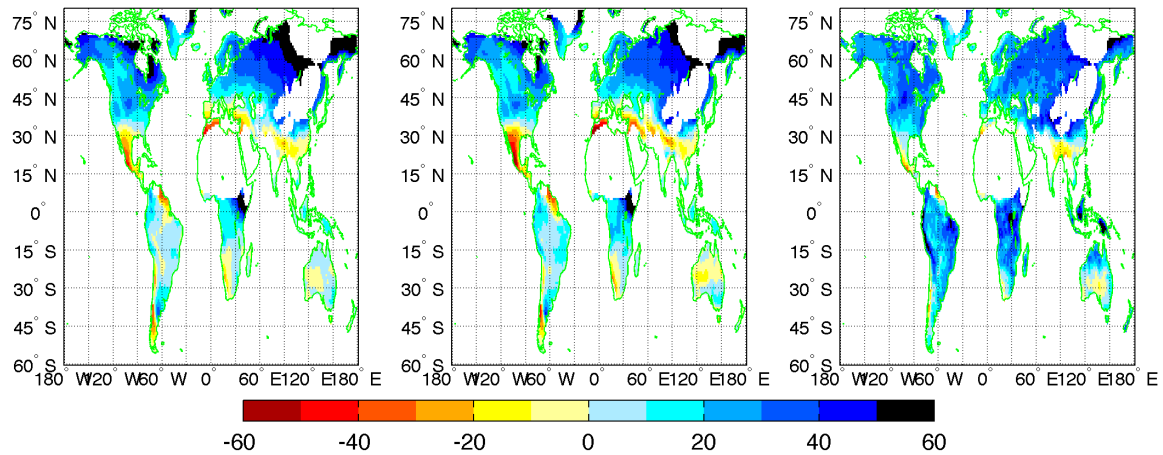 75° N 75° N 75° N
60° N 60° N 60° N
45° N 45° N 45° N
30° N 30° N 30° N
15° N 15° N 15° N
0° 0° 0°
15° S 15° S 15° S
30° S 30° S 30° S
45° S 45° S 45° S
60° S 60° S 60° S
180° W 120° W 60° W 0° 60° E 120° E 180° E 180° W 120° W 60° W 0° 60° E 120° E 180° E 180° W 120° W 60° W 0° 60° E 120° E 180° E
-60 -40 -20 0 20 40 60